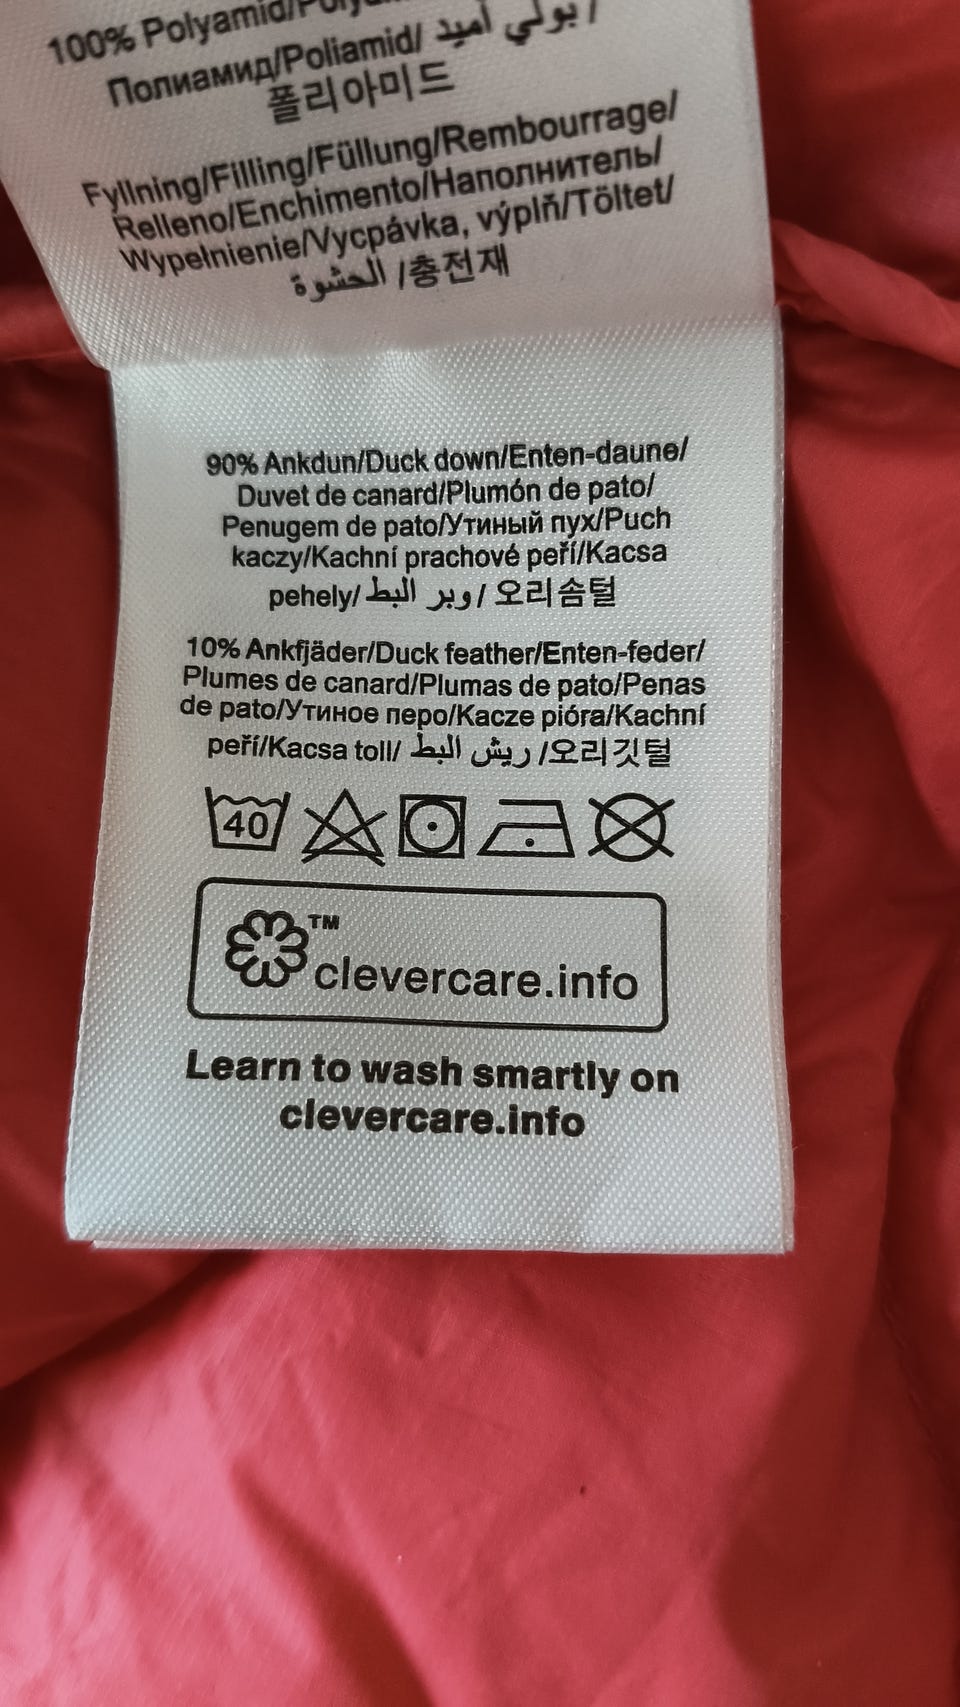 100% Polyamid/
Полиамид/Poliamid/ بولي أميد /
폴리아미드
Fyllning/Filling/Füllung/Rembourrage/
Relleno/Enchimento/Наполнитель/
Wypełnienie/Vycpávka, výplň/Töltet/
الحشوة /충전재
90% Ankdun/Duck down/Enten-daune/
Duvet de canard/Plumón de pato/
Penugem de pato/Утиный пух/Puch
kaczy/Kachní prachové peří/Kacsa
pehely/ وبر البط / 오리솜털
10% Ankfjäder/Duck feather/Enten-feder/
Plumes de canard/Plumas de pato/Penas
de pato/Утиное перо/Kacze pióra/Kachní
peří/Kacsa toll/ ريش البط /오리깃털
40
™
clevercare.info
Learn to wash smartly on
clevercare.info